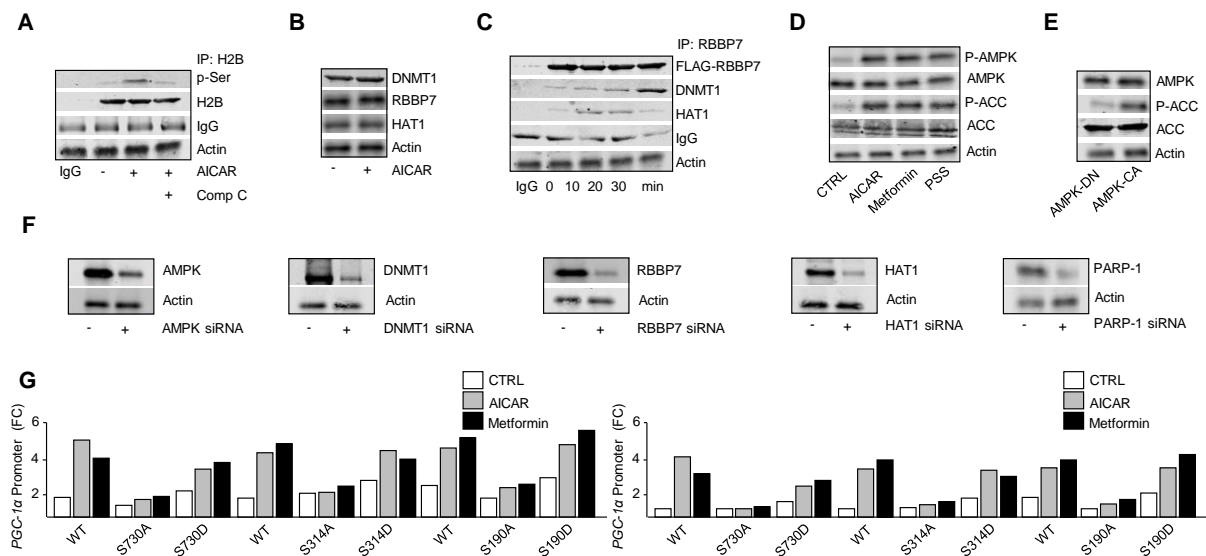 A
IP: H2B
p-Ser
H2B
IgG
Actin
IgG - + + AICAR
+ Comp C
B
DNMT1
RBBP7
HAT1
Actin
- + AICAR
C
IP: RBBP7
FLAG-RBBP7
DNMT1
HAT1
IgG
Actin
IgG 0 10 20 30 min
D
P-AMPK
AMPK
P-ACC
ACC
Actin
CTRL
AICAR
Metformin
PSS
E
AMPK
P-ACC
ACC
Actin
AMPK-DN
AMPK-CA
F
AMPK
Actin
- + AMPK siRNA
DNMT1
Actin
- + DNMT1 siRNA
RBBP7
Actin
- + RBBP7 siRNA
HAT1
Actin
- + HAT1 siRNA
PARP-1
Actin
- + PARP-1 siRNA
G
PGC-1α Promoter (FC)
6
4
2
CTRL
AICAR
Metformin
WT
S730A
S730D
WT
S314A
S314D
WT
S190A
S190D
PGC-1α Promoter (FC)
6
4
2
CTRL
AICAR
Metformin
WT
S730A
S730D
WT
S314A
S314D
WT
S190A
S190D